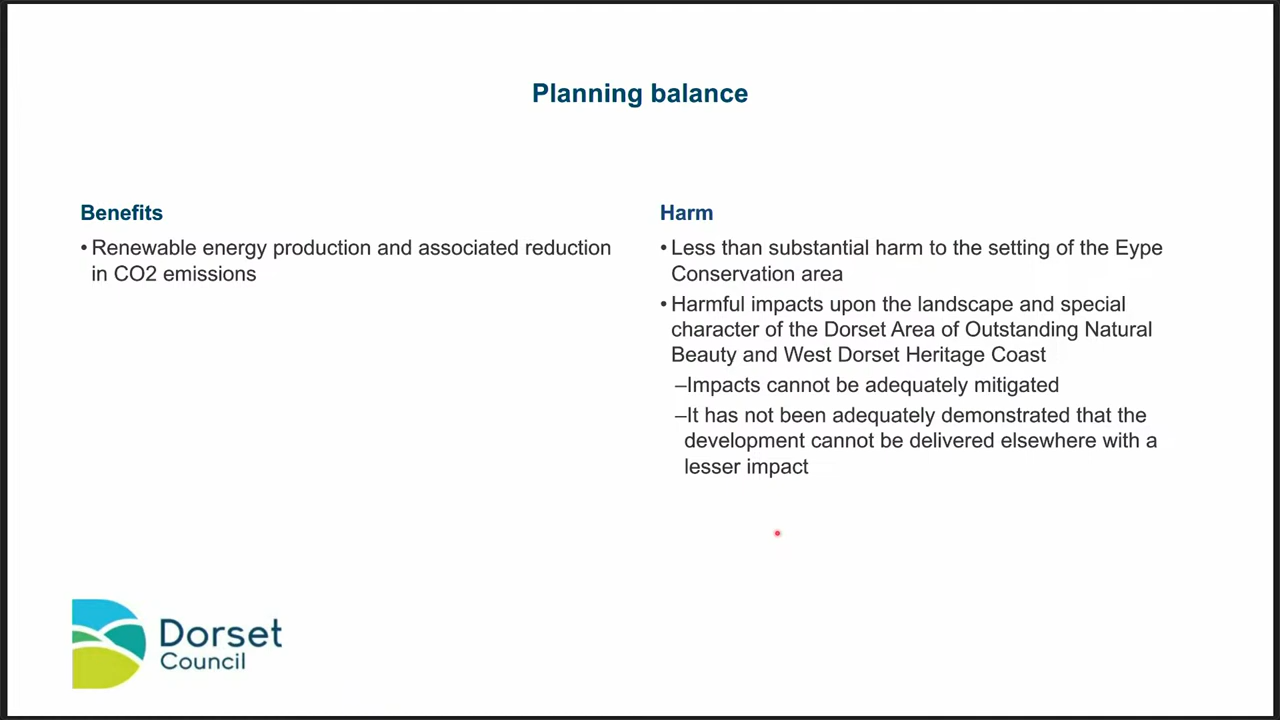 Planning balance
Benefits
• Renewable energy production and associated reduction
in CO2 emissions
Harm
• Less than substantial harm to the setting of the Eype
Conservation area
• Harmful impacts upon the landscape and special
character of the Dorset Area of Outstanding Natural
Beauty and West Dorset Heritage Coast
–Impacts cannot be adequately mitigated
–It has not been adequately demonstrated that the
development cannot be delivered elsewhere with a
lesser impact
Dorset
Council